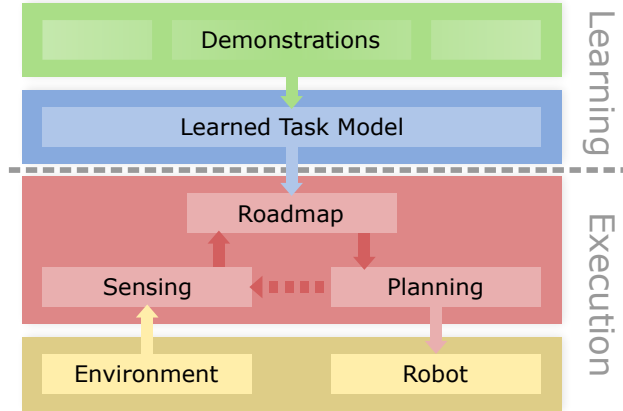 Demonstrations
Learned Task Model
Learning
Roadmap
Sensing
Planning
Environment
Robot
Execution